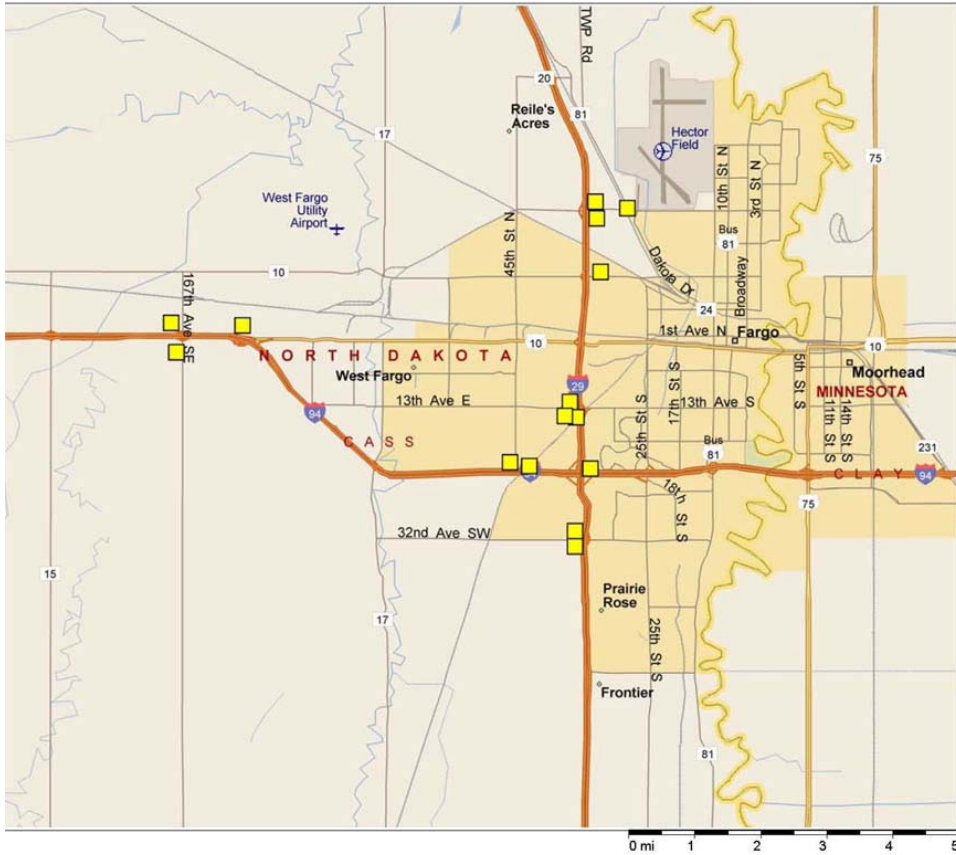 TWP Rd
20
81
Reile's
Acres
17
Hector
Field
75
10th St N
3rd St N
West Fargo
Utility
Airport
45th St N
Bus
81
167th Ave SE
10
Dakota Dr
Broadway
24
1st Ave N
Fargo
10
10
NORTH DAKOTA
West Fargo
Moorhead
MINNESOTA
29
5th St S
11th St S
14th St S
17th St S
25th St S
13th Ave E
13th Ave S
94
CASS
Bus
81
231
CLAY
94
18th St S
75
32nd Ave SW
15
Prairie
Rose
17
25th St S
Frontier
81
0 mi 1 2 3 4 5